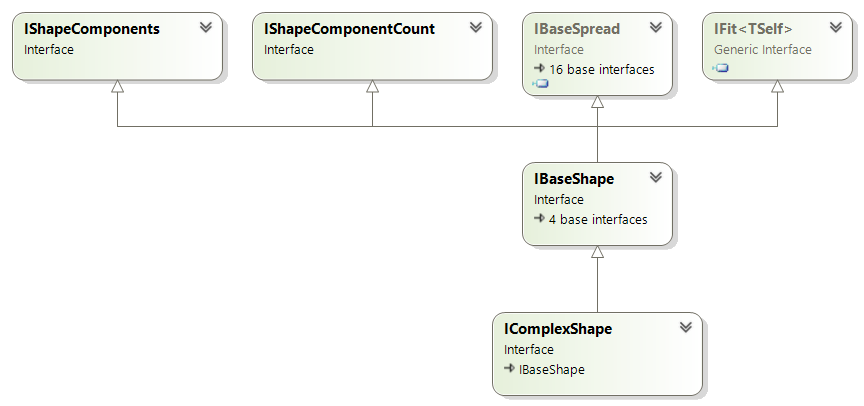 IShapeComponents
Interface
IShapeComponentCount
Interface
IBaseSpread
Interface
16 base interfaces
IFit<TSelf>
Generic Interface
IBaseShape
Interface
4 base interfaces
IComplexShape
Interface
IBaseShape